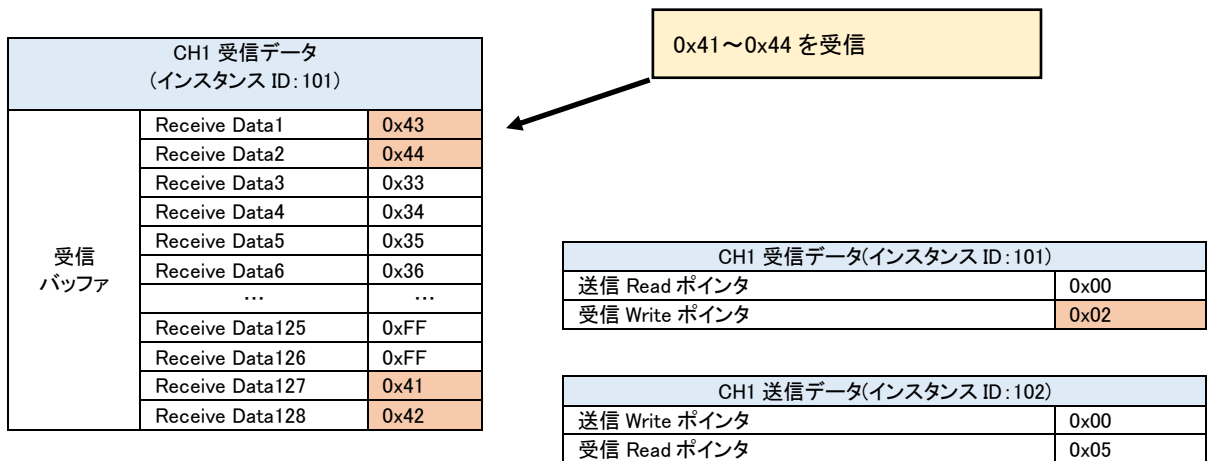 0x41～0x44 を受信
CH1 受信データ
(インスタンス ID：101)
受信
バッファ
Receive Data1 0x43
Receive Data2 0x44
Receive Data3 0x33
Receive Data4 0x34
Receive Data5 0x35
Receive Data6 0x36
… …
Receive Data125 0xFF
Receive Data126 0xFF
Receive Data127 0x41
Receive Data128 0x42
CH1 受信データ(インスタンス ID：101)
送信 Read ポインタ 0x00
受信 Write ポインタ 0x02
CH1 送信データ(インスタンス ID：102)
送信 Write ポインタ 0x00
受信 Read ポインタ 0x05